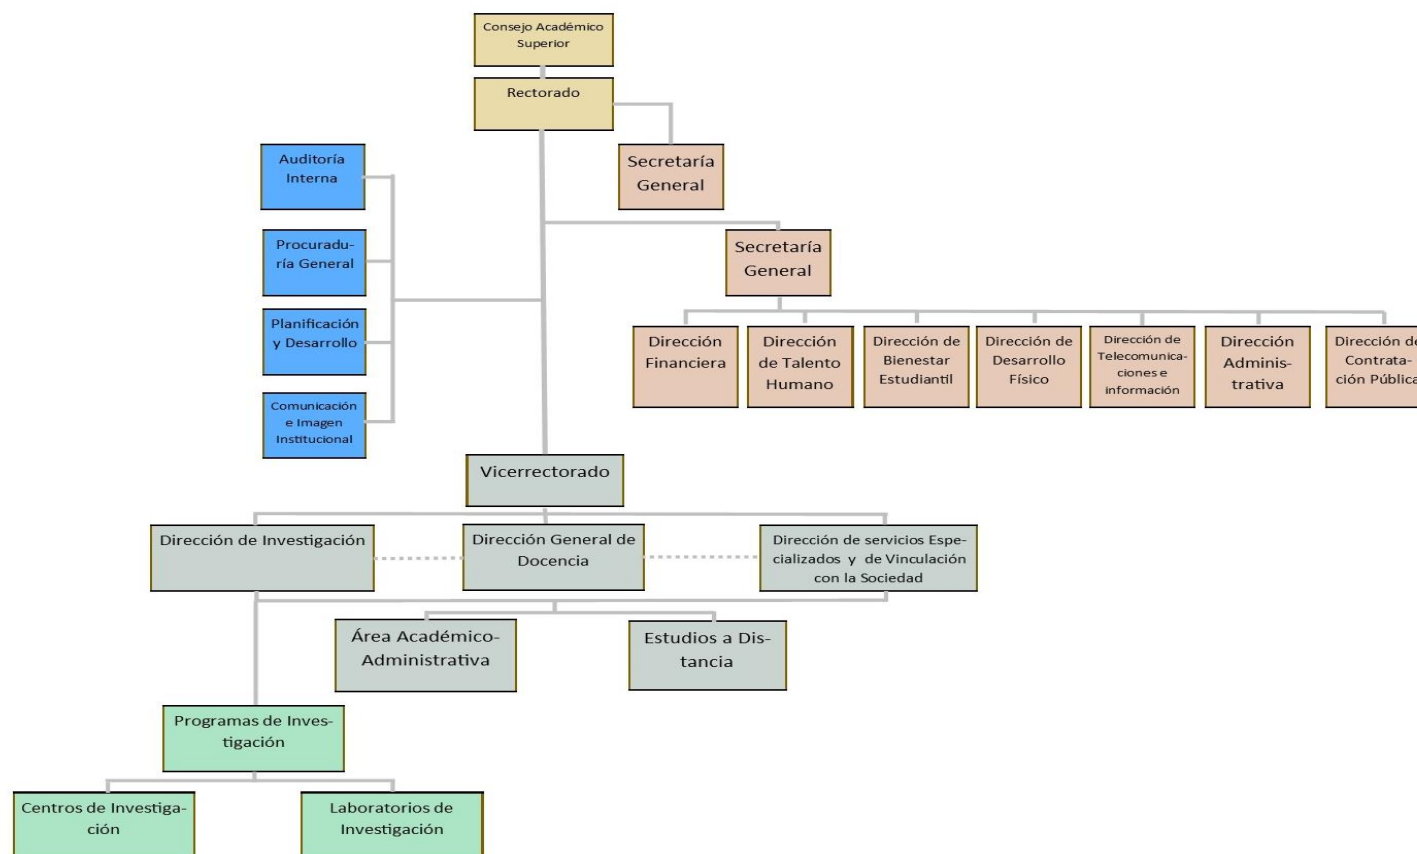 Consejo Académico
Superior
Rectorado
Auditoría
Interna
Secretaría
General
Procuradu-
ría General
Secretaría
General
Planificación
y Desarrollo
Dirección
Financiera
Dirección
de Talento
Humano
Dirección de
Bienestar
Estudiantil
Dirección de
Desarrollo
Físico
Dirección de
Telecomunica-
ciones e
información
Dirección
Adminis-
trativa
Dirección de
Contrata-
ción Pública
Comunicación
e Imagen
Institucional
Vicerrectorado
Dirección de Investigación
Dirección General de
Docencia
Dirección de servicios Espe-
cializados y de Vinculación
con la Sociedad
Área Académico-
Administrativa
Estudios a Dis-
tancia
Programas de Inves-
tigación
Centros de Investiga-
ción
Laboratorios de
Investigación